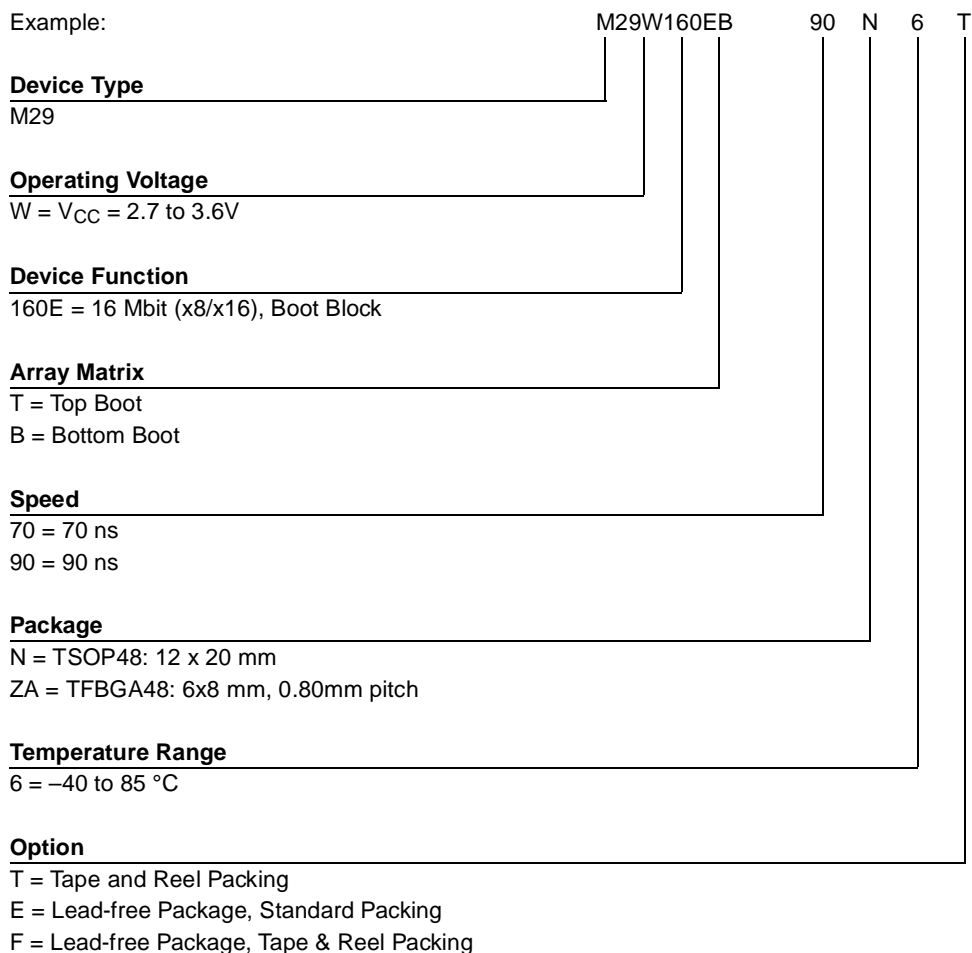 Example: M29W160EB 90 N 6 T
Device Type
M29
Operating Voltage
W = VCC = 2.7 to 3.6V
Device Function
160E = 16 Mbit (x8/x16), Boot Block
Array Matrix
T = Top Boot
B = Bottom Boot
Speed
70 = 70 ns
90 = 90 ns
Package
N = TSOP48: 12 x 20 mm
ZA = TFBGA48: 6x8 mm, 0.80mm pitch
Temperature Range
6 = –40 to 85 °C
Option
T = Tape and Reel Packing
E = Lead-free Package, Standard Packing
F = Lead-free Package, Tape & Reel Packing